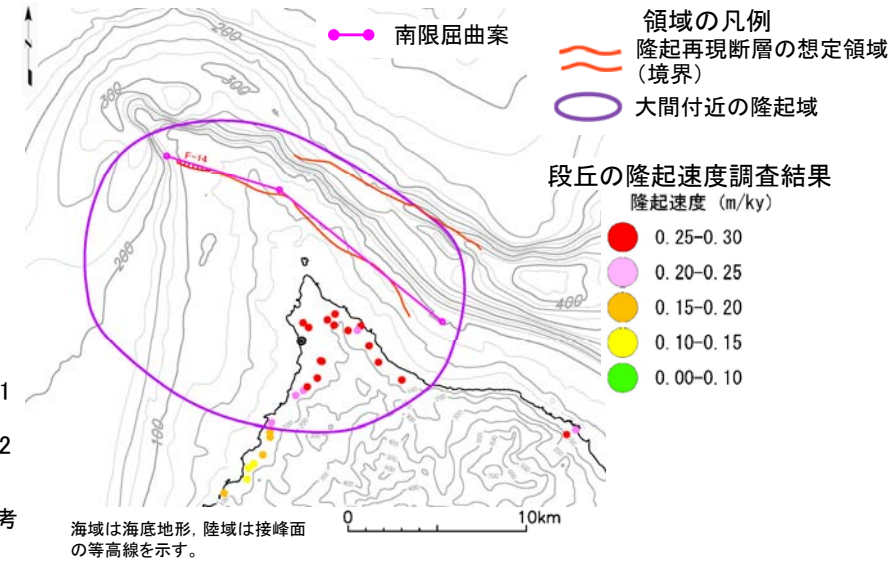 南限屈曲案
領域の凡例
隆起再現断層の想定領域
(境界)
大間付近の隆起域
段丘の隆起速度調査結果
隆起速度 (m/ky)
0.25-0.30
0.20-0.25
0.15-0.20
0.10-0.15
0.00-0.10
N
200
300
300
F-14
200
400
100
1
2
考
海域は海底地形,陸域は接峰面
の等高線を示す。
0 10km